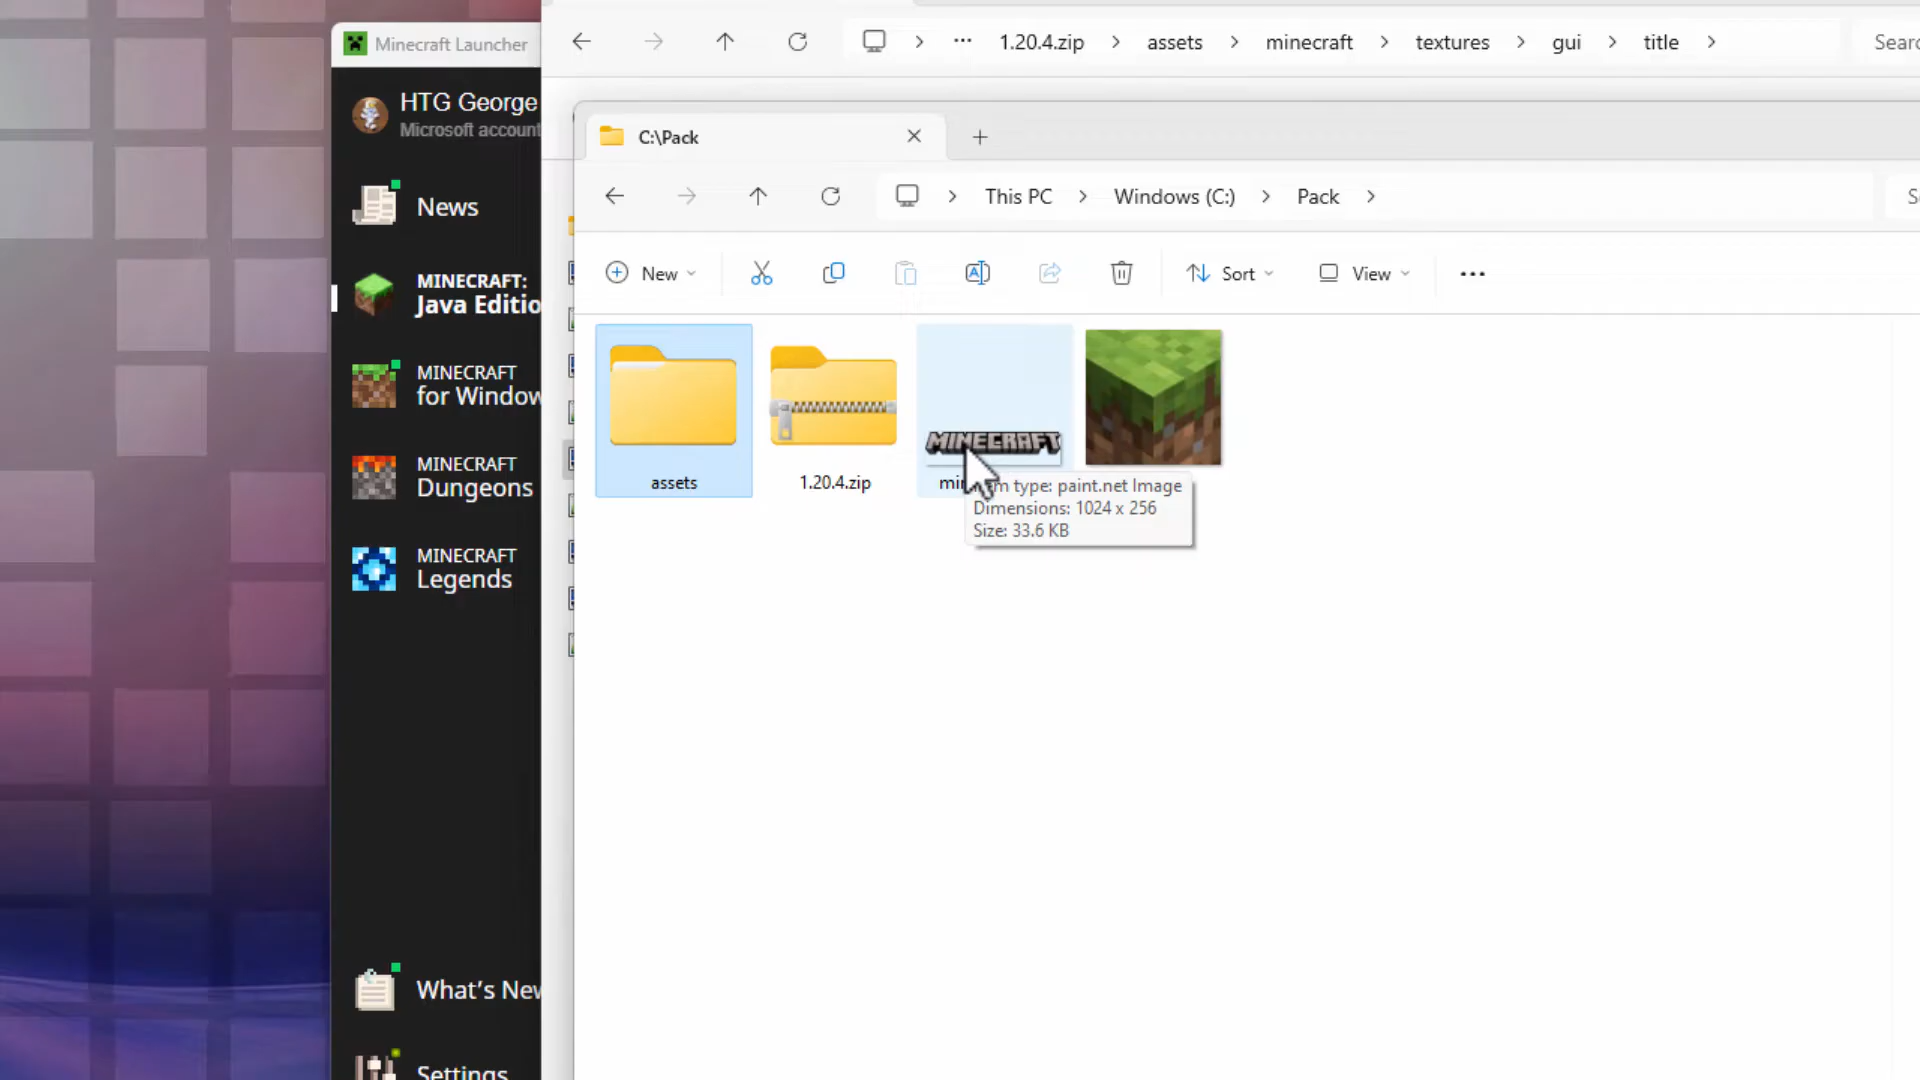 Minecraft Launcher
1.20.4.zip
assets
minecraft
textures
gui
title
HTG George
Microsoft account
C:\Pack
This PC
Windows (C:)
Pack
News
New
Sort
View
MINECRAFT:
Java Editio
MINECRAFT
for Window
MINECRAFT
Dungeons
MINECRAFT
Legends
MINECRAFT
assets
1.20.4.zip
type: paint.net Image
Dimensions: 1024 x 256
Size: 33.6 KB
What's New
Settings